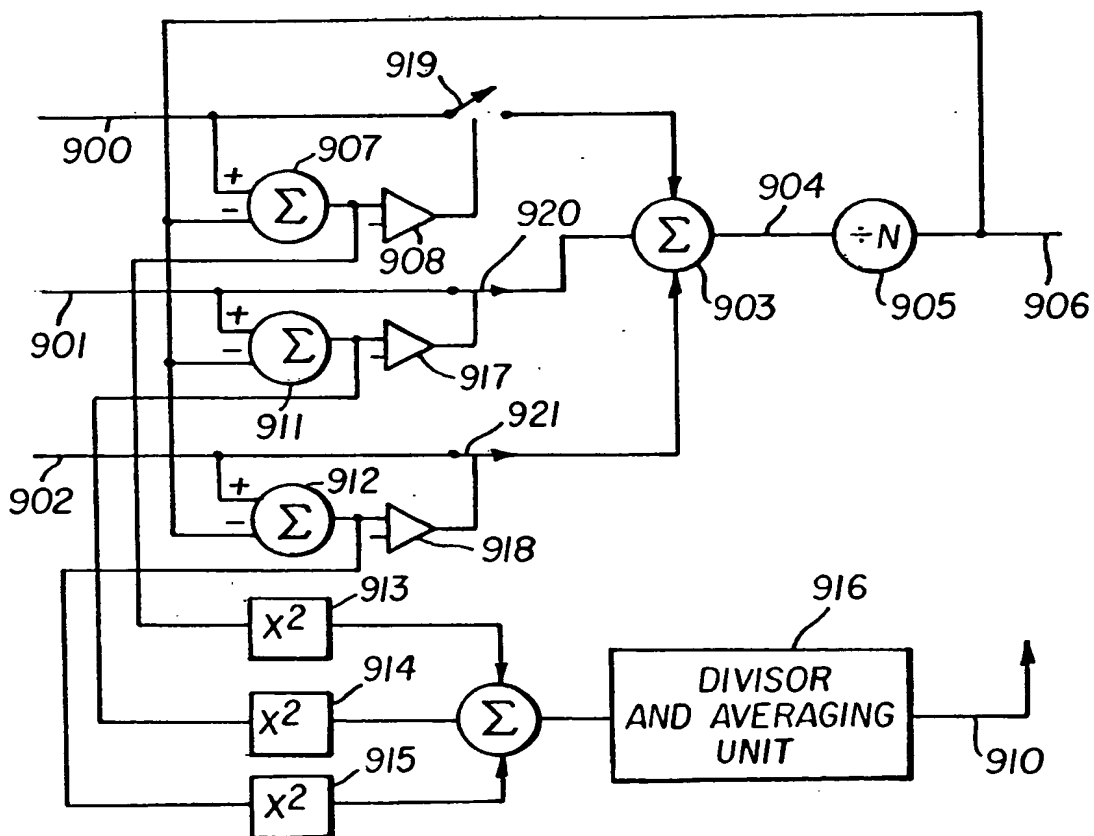 919
900
907
+
-
Σ
908
920
904
Σ
903
÷N
905
906
901
+
-
Σ
917
911
921
902
+
-
912
Σ
918
913
X²
916
914
X²
Σ
DIVISOR
AND AVERAGING
UNIT
910
915
X²